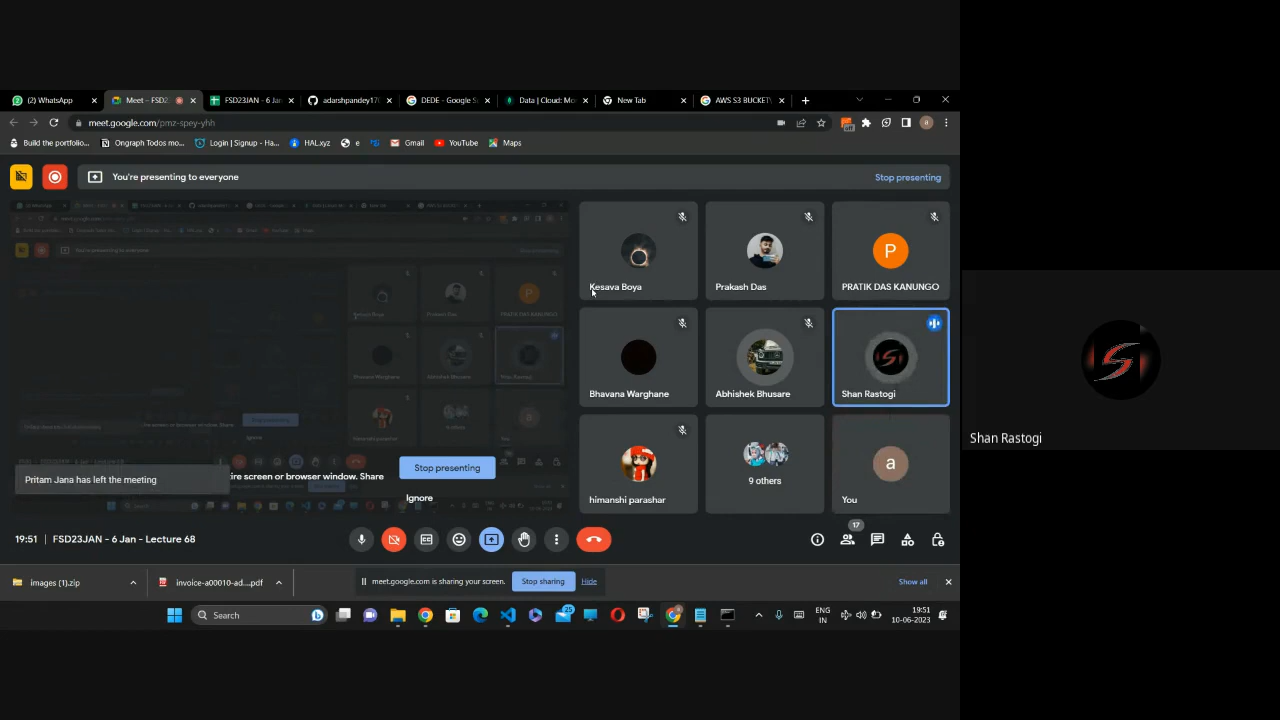 (2) WhatsApp
Meet - FSD2
FSD23JAN - 6 Jan
adarshpandey17
DEDE - Google S
Data | Cloud: Mo
New Tab
AWS S3 BUCKET
meet.google.com/pmz-spey-yhh
a
Build the portfolio...
Ongraph Todos mo...
Login | Signup - Ha...
HALxyz
e
Gmail
YouTube
Maps
You're presenting to everyone
Stop presenting
Kesava Boya
Prakash Das
P
PRATIK DAS KANUNGO
Bhavana Warghane
Abhishek Bhusare
Shan Rastogi
Shan Rastogi
himanshi parashar
9 others
a
You
Pritam Jana has left the meeting
ire screen or browser window. Share
Stop presenting
Ignore
19:51 | FSD23JAN - 6 Jan - Lecture 68
17
images (1).zip
invoice-a00010-ad....pdf
meet.google.com is sharing your screen.
Stop sharing
Hide
Show all
Search
25
ENG
IN
19:51
10-06-2023